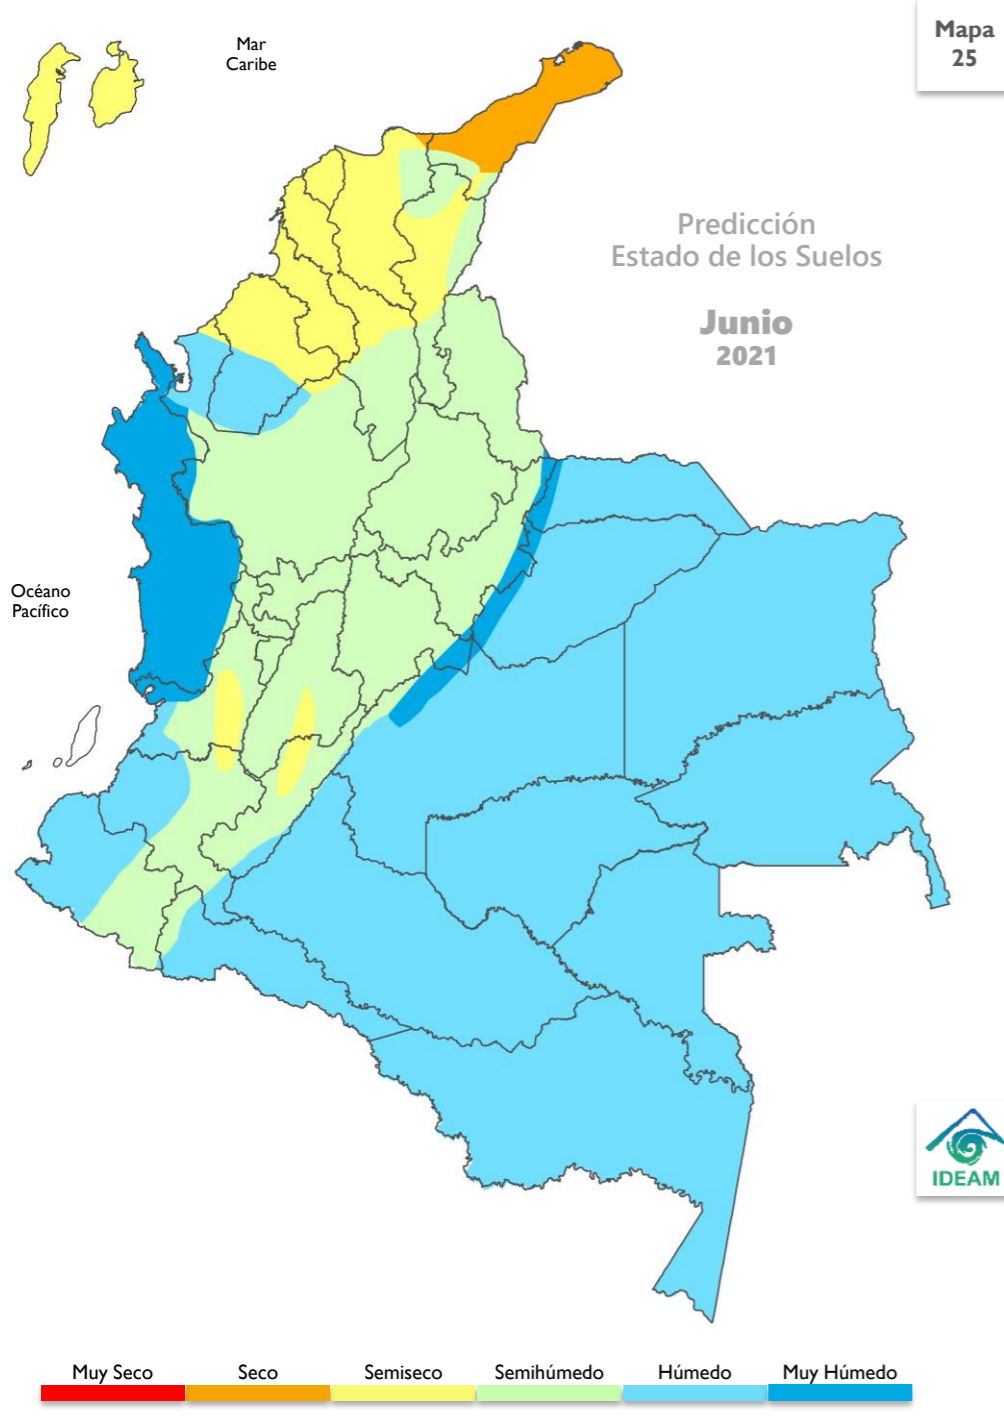 Mapa
25
Mar
Caribe
Predicción
Estado de los Suelos
Junio
2021
Océano
Pacífico
IDEAM
Muy Seco
Seco
Semiseco
Semihúmedo
Húmedo
Muy Húmedo